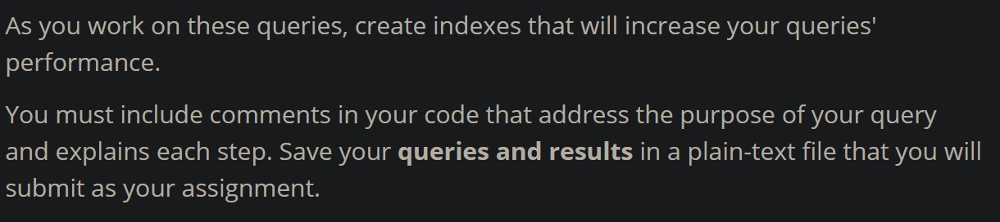 As you work on these queries, create indexes that will increase your queries'
performance.
You must include comments in your code that address the purpose of your query
and explains each step. Save your queries and results in a plain-text file that you will
submit as your assignment.